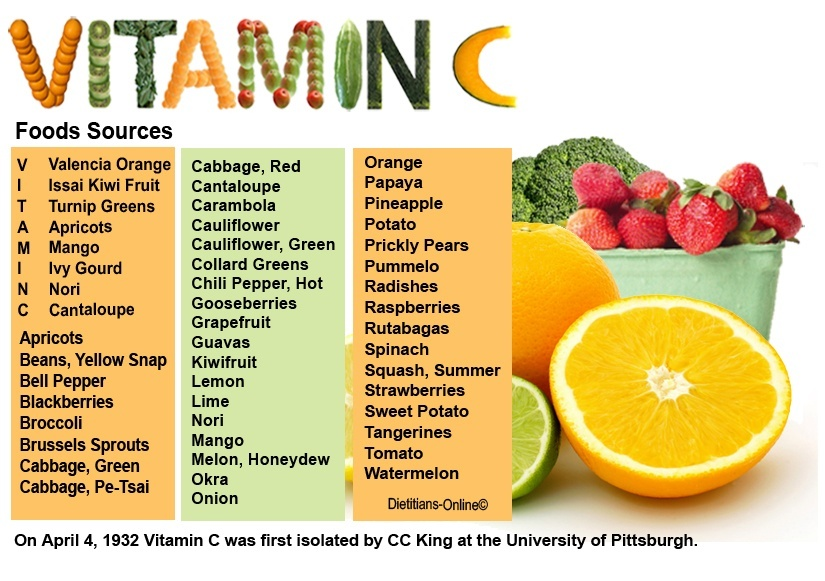 VITAMIN C
Foods Sources
V Valencia Orange
I Issai Kiwi Fruit
T Turnip Greens
A Apricots
M Mango
I Ivy Gourd
N Nori
C Cantaloupe
Apricots
Beans, Yellow Snap
Bell Pepper
Blackberries
Broccoli
Brussels Sprouts
Cabbage, Green
Cabbage, Pe-Tsai
Cabbage, Red
Cantaloupe
Carambola
Cauliflower
Cauliflower, Green
Collard Greens
Chili Pepper, Hot
Gooseberries
Grapefruit
Guavas
Kiwifruit
Lemon
Lime
Nori
Mango
Melon, Honeydew
Okra
Onion
Orange
Papaya
Pineapple
Potato
Prickly Pears
Pummelo
Radishes
Raspberries
Rutabagas
Spinach
Squash, Summer
Strawberries
Sweet Potato
Tangerines
Tomato
Watermelon
Dietitians-Online©
On April 4, 1932 Vitamin C was first isolated by CC King at the University of Pittsburgh.